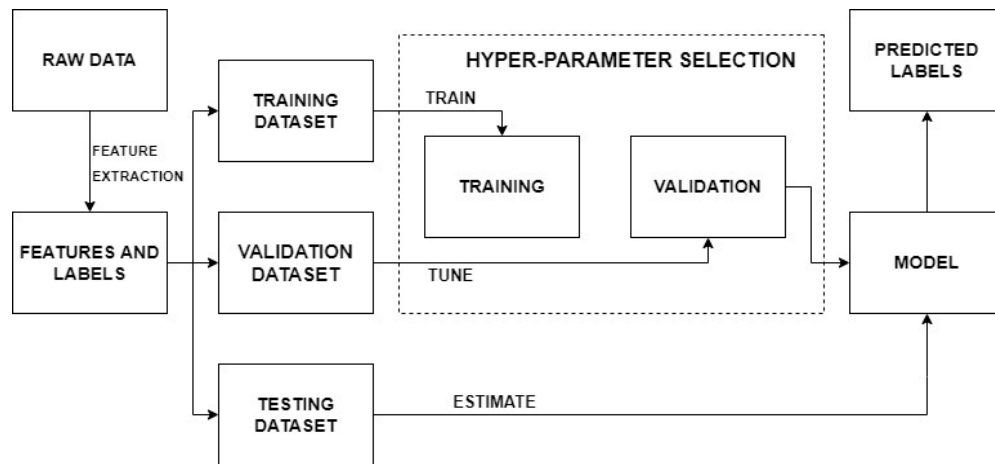 RAW DATA
FEATURE
EXTRACTION
FEATURES AND
LABELS
TRAINING
DATASET
VALIDATION
DATASET
TESTING
DATASET
TRAIN
TUNE
ESTIMATE
HYPER-PARAMETER SELECTION
TRAINING
VALIDATION
MODEL
PREDICTED
LABELS